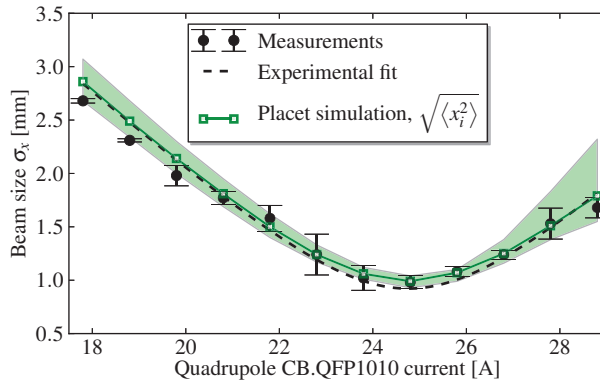 Measurements
Experimental fit
Placet simulation, √⟨x_i^2⟩
3.5
3.0
2.5
2.0
1.5
1.0
0.5
Beam size σ_x [mm]
18 20 22 24 26 28
Quadrupole CB.QFP1010 current [A]